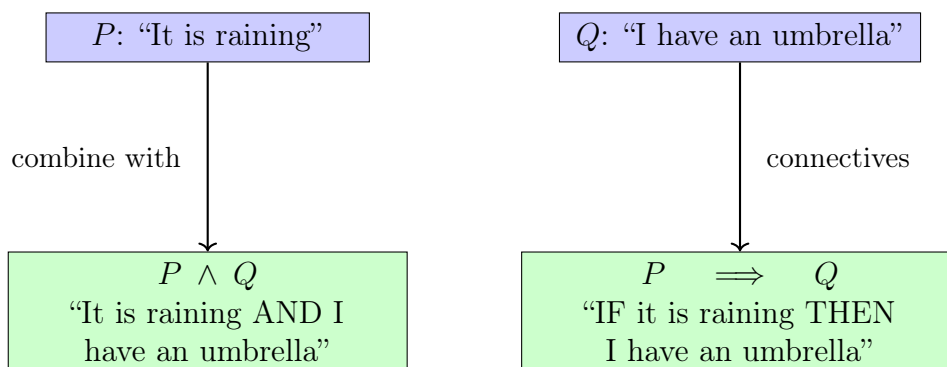 P: “It is raining”
Q: “I have an umbrella”
combine with
connectives
P ∧ Q
“It is raining AND I
have an umbrella”
P ⟹ Q
“IF it is raining THEN
I have an umbrella”